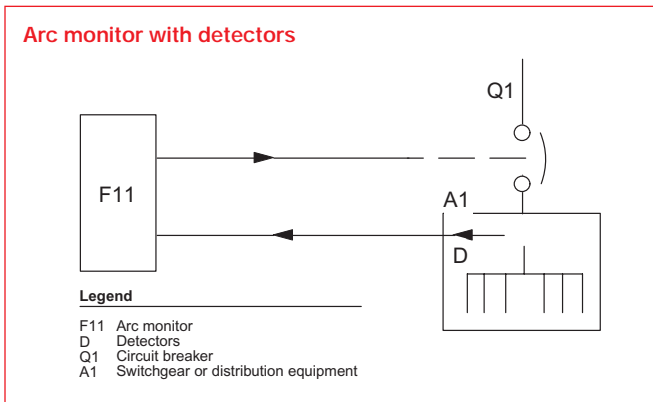 Arc monitor with detectors
Q1
F11
A1
D
Legend
F11 Arc monitor
D Detectors
Q1 Circuit breaker
A1 Switchgear or distribution equipment